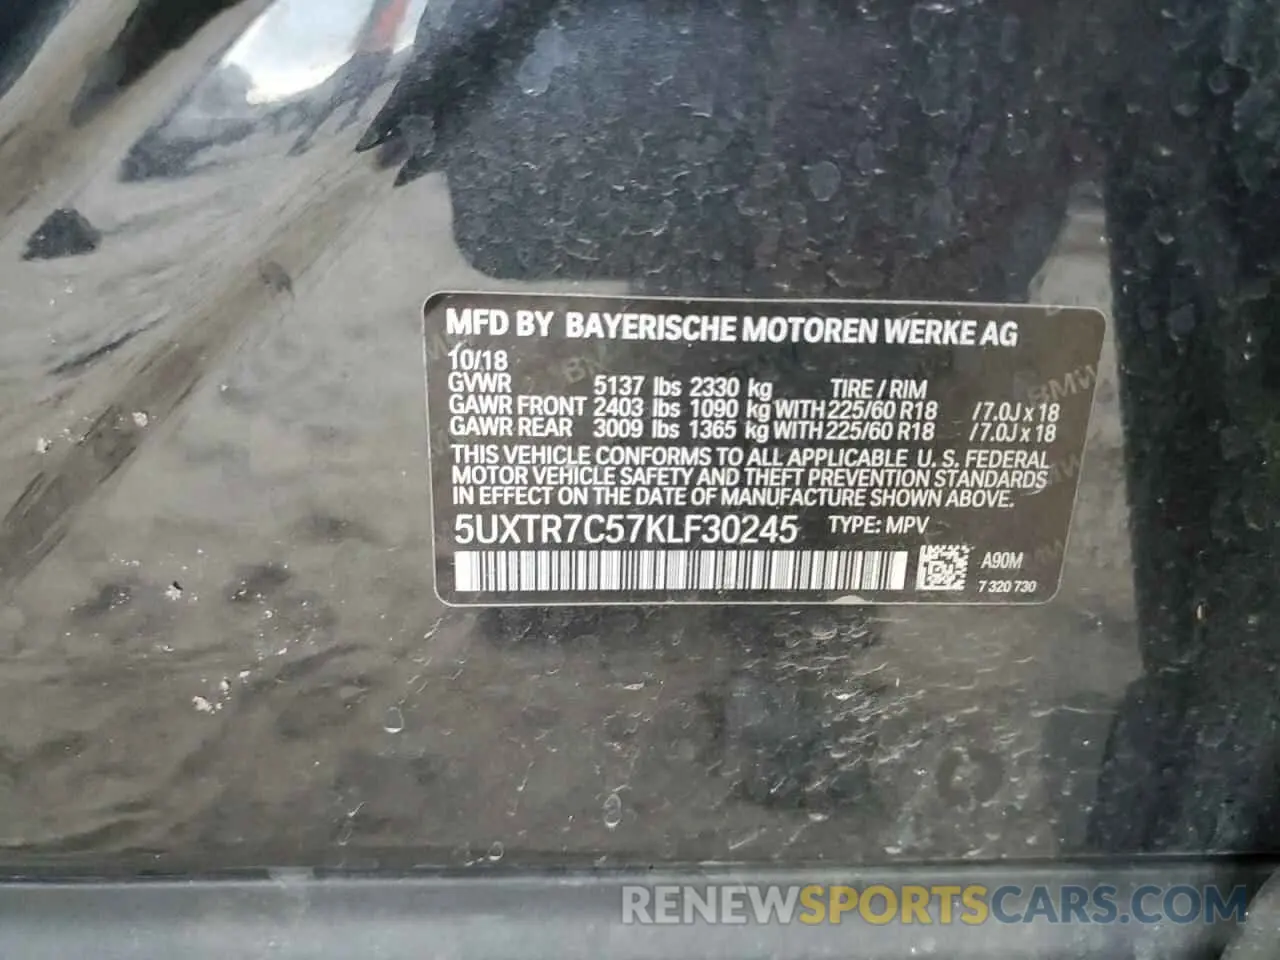 MFD BY BAYERISCHE MOTOREN WERKE AG
10/18
GVWR 5137 lbs 2330 kg TIRE / RIM
GAWR FRONT 2403 lbs 1090 kg WITH 225/60 R18 / 7.0J x 18
GAWR REAR 3009 lbs 1365 kg WITH 225/60 R18 / 7.0J x 18
THIS VEHICLE CONFORMS TO ALL APPLICABLE U. S. FEDERAL
MOTOR VEHICLE SAFETY AND THEFT PREVENTION STANDARDS
IN EFFECT ON THE DATE OF MANUFACTURE SHOWN ABOVE.
5UXTR7C57KLF30245 TYPE: MPV
A90M
7 320 730
RENEWSPORTSCARS.COM